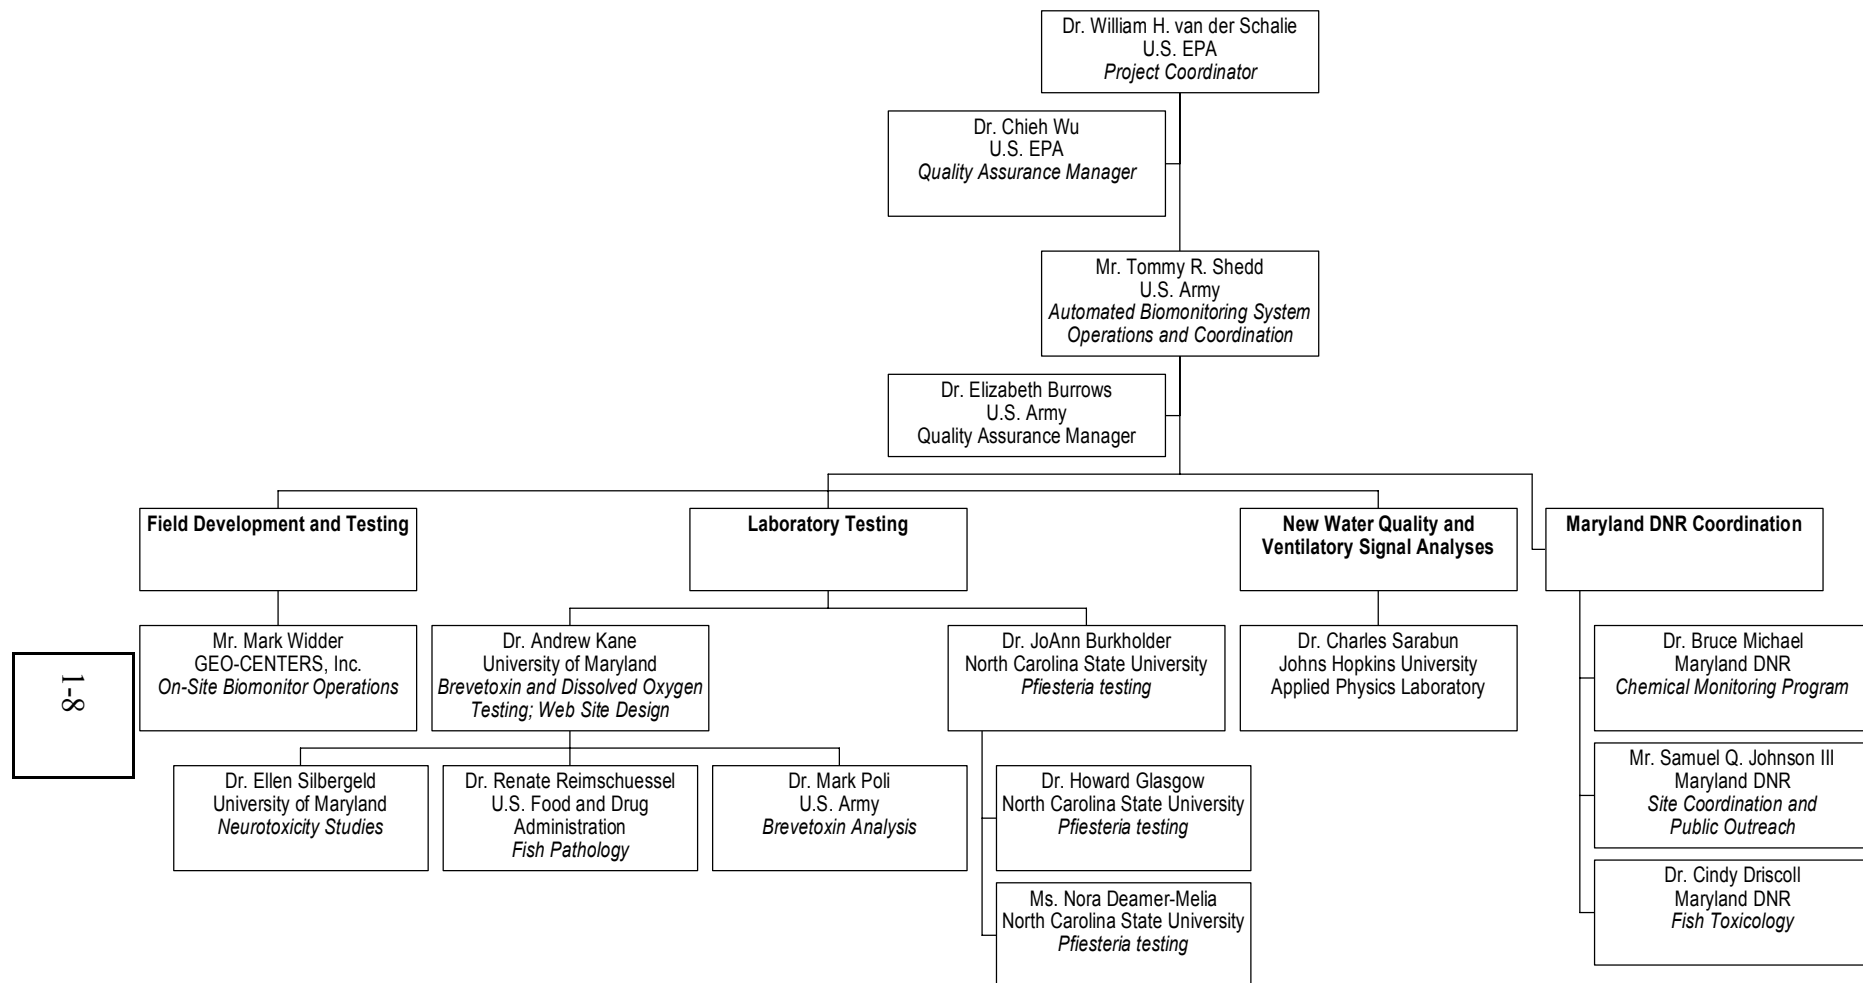 Dr. William H. van der Schalie
U.S. EPA
Project Coordinator
Dr. Chieh Wu
U.S. EPA
Quality Assurance Manager
Mr. Tommy R. Shedd
U.S. Army
Automated Biomonitoring System
Operations and Coordination
Dr. Elizabeth Burrows
U.S. Army
Quality Assurance Manager
Field Development and Testing
Laboratory Testing
New Water Quality and
Ventilatory Signal Analyses
Maryland DNR Coordination
Mr. Mark Widder
GEO-CENTERS, Inc.
On-Site Biomonitor Operations
Dr. Andrew Kane
University of Maryland
Brevetoxin and Dissolved Oxygen
Testing; Web Site Design
Dr. JoAnn Burkholder
North Carolina State University
Pfiesteria testing
Dr. Charles Sarabun
Johns Hopkins University
Applied Physics Laboratory
Dr. Bruce Michael
Maryland DNR
Chemical Monitoring Program
1-8
Dr. Ellen Silbergeld
University of Maryland
Neurotoxicity Studies
Dr. Renate Reimschuessel
U.S. Food and Drug
Administration
Fish Pathology
Dr. Mark Poli
U.S. Army
Brevetoxin Analysis
Dr. Howard Glasgow
North Carolina State University
Pfiesteria testing
Mr. Samuel Q. Johnson III
Maryland DNR
Site Coordination and
Public Outreach
Ms. Nora Deamer-Melia
North Carolina State University
Pfiesteria testing
Dr. Cindy Driscoll
Maryland DNR
Fish Toxicology